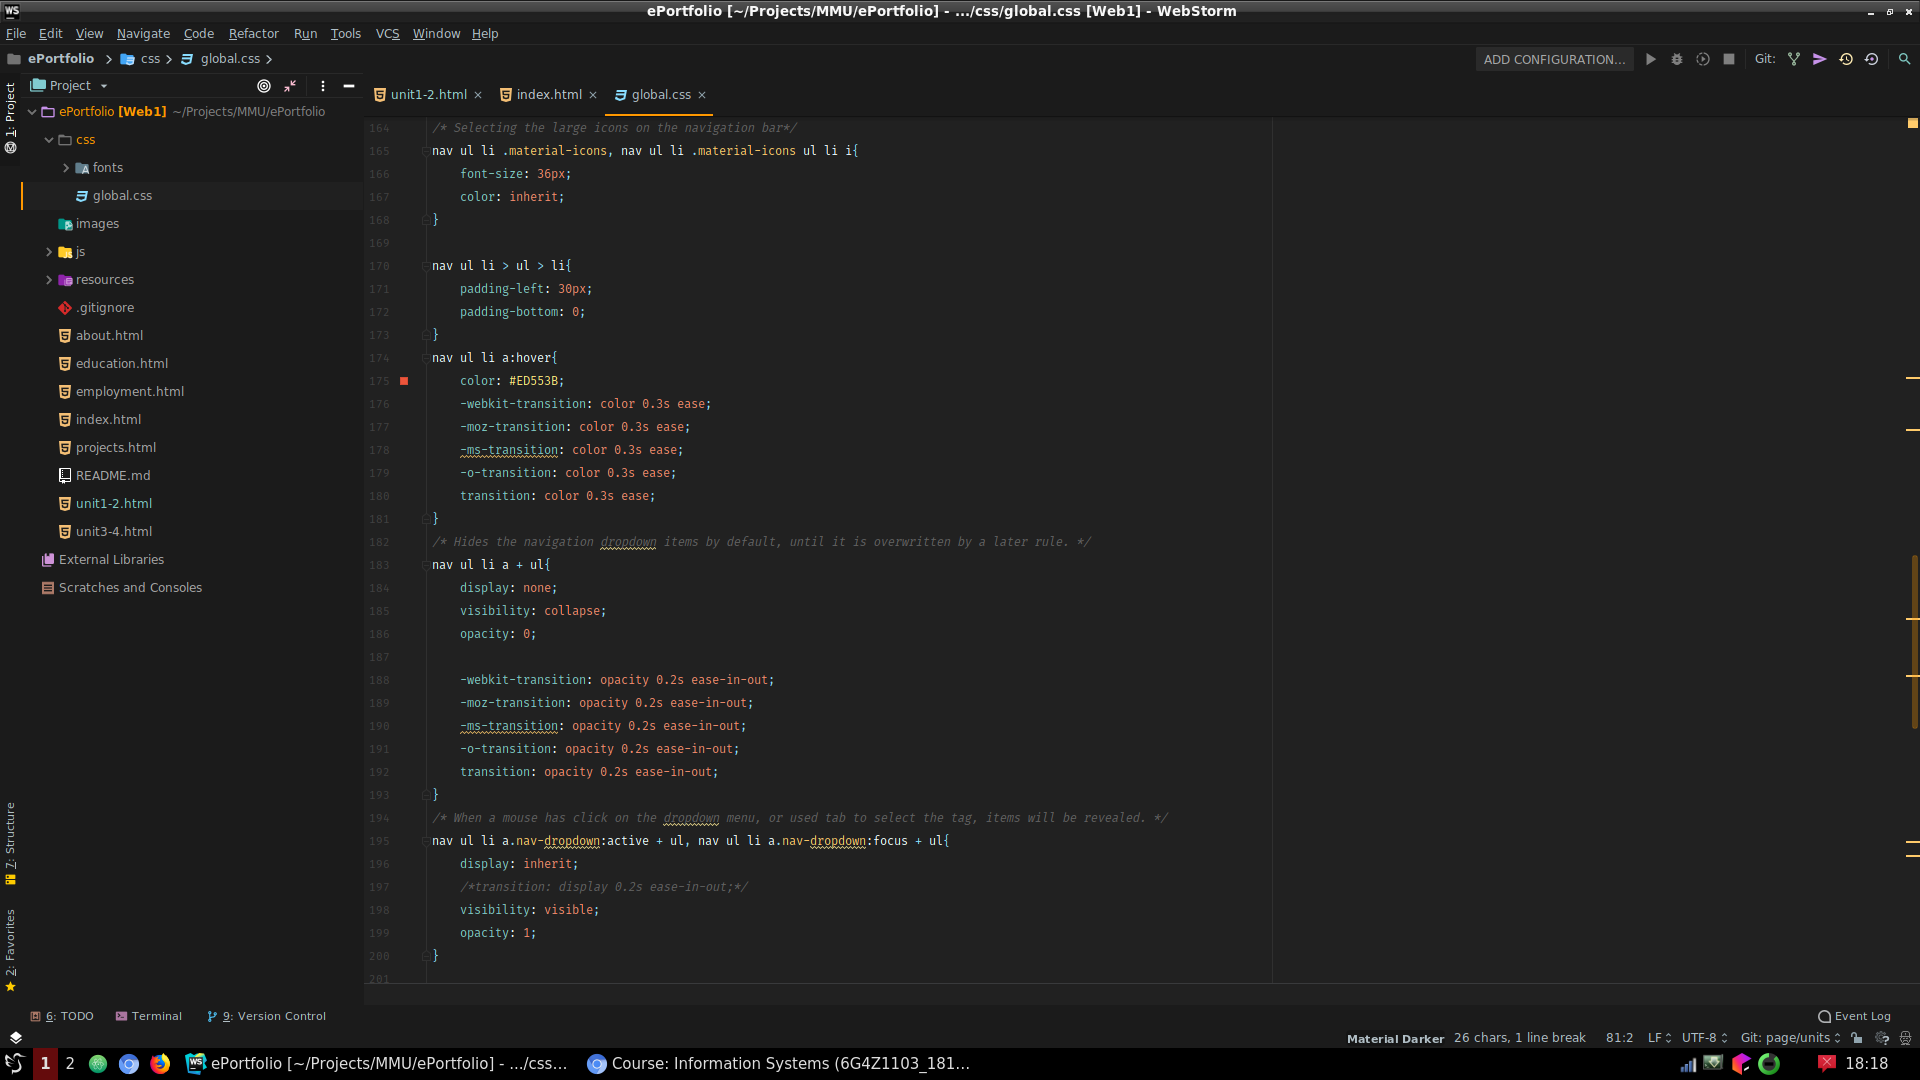 WS
ePortfolio [~/Projects/MMU/ePortfolio] - .../css/global.css [Web1] - WebStorm
File Edit View Navigate Code Refactor Run Tools VCS Window Help
ePortfolio css global.css ADD CONFIGURATION... Git:
Project unit1-2.html index.html global.css
ePortfolio [Web1] ~/Projects/MMU/ePortfolio
css
fonts
global.css
images
js
resources
.gitignore
about.html
education.html
employment.html
index.html
projects.html
README.md
unit1-2.html
unit3-4.html
External Libraries
Scratches and Consoles
1: Project
7: Structure
2: Favorites
164 /* Selecting the large icons on the navigation bar*/
165 nav ul li .material-icons, nav ul li .material-icons ul li i{
166 font-size: 36px;
167 color: inherit;
168 }
169
170 nav ul li > ul > li{
171 padding-left: 30px;
172 padding-bottom: 0;
173 }
174 nav ul li a:hover{
175 color: #ED553B;
176 -webkit-transition: color 0.3s ease;
177 -moz-transition: color 0.3s ease;
178 -ms-transition: color 0.3s ease;
179 -o-transition: color 0.3s ease;
180 transition: color 0.3s ease;
181 }
182 /* Hides the navigation dropdown items by default, until it is overwritten by a later rule. */
183 nav ul li a + ul{
184 display: none;
185 visibility: collapse;
186 opacity: 0;
187
188 -webkit-transition: opacity 0.2s ease-in-out;
189 -moz-transition: opacity 0.2s ease-in-out;
190 -ms-transition: opacity 0.2s ease-in-out;
191 -o-transition: opacity 0.2s ease-in-out;
192 transition: opacity 0.2s ease-in-out;
193 }
194 /* When a mouse has click on the dropdown menu, or used tab to select the tag, items will be revealed. */
195 nav ul li a.nav-dropdown:active + ul, nav ul li a.nav-dropdown:focus + ul{
196 display: inherit;
197 /*transition: display 0.2s ease-in-out;*/
198 visibility: visible;
199 opacity: 1;
200 }
201
6: TODO Terminal 9: Version Control Event Log
Material Darker 26 chars, 1 line break 81:2 LF UTF-8 Git: page/units
1 2 ePortfolio [~/Projects/MMU/ePortfolio] - .../css... Course: Information Systems (6G4Z1103_181... 18:18